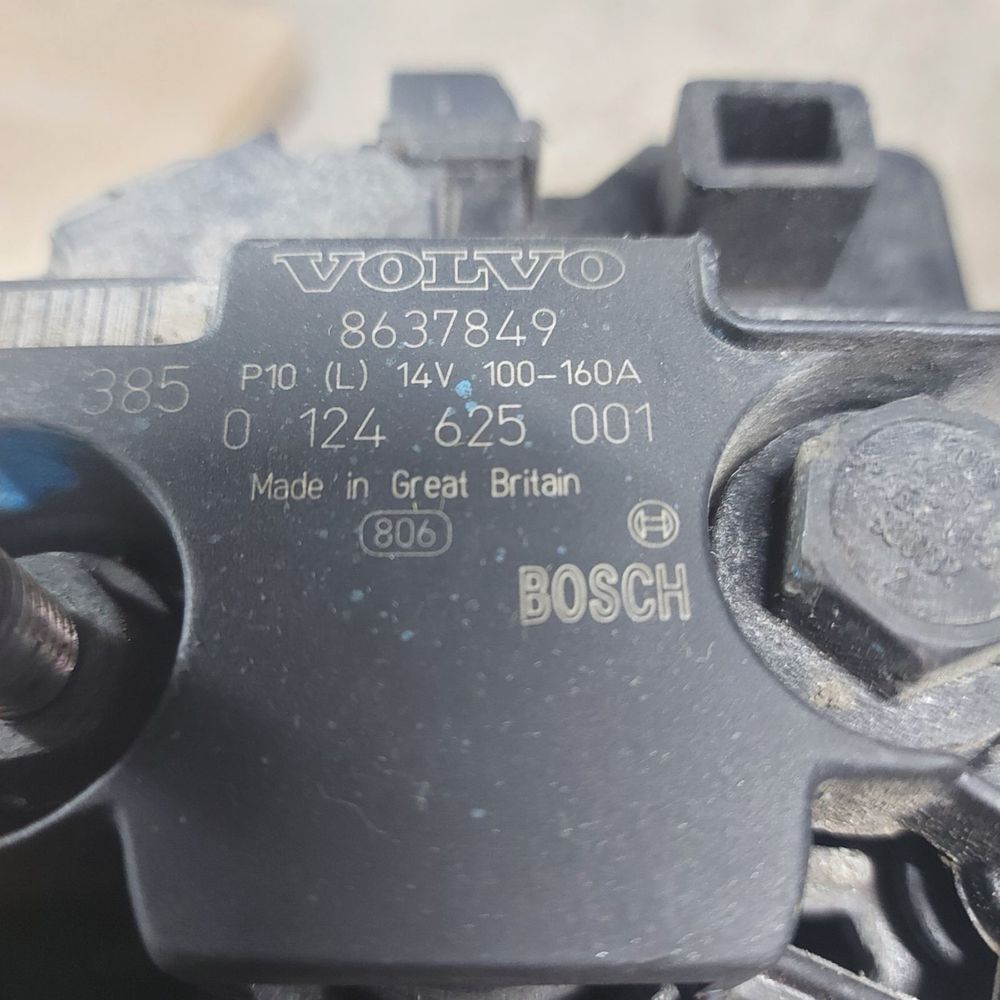 VOLVO
8637849
385 P10 (L) 14V 100-160A
0 124 625 001
Made in Great Britain
806
BOSCH